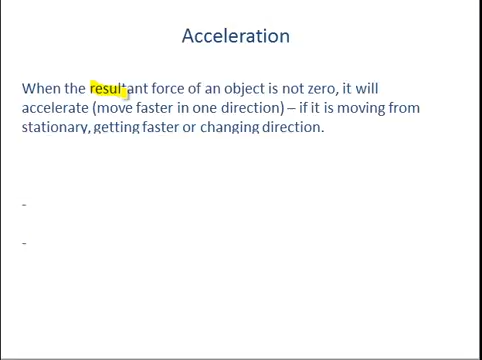 Acceleration
When the resultant force of an object is not zero, it will
accelerate (move faster in one direction) – if it is moving from
stationary, getting faster or changing direction.
-
-